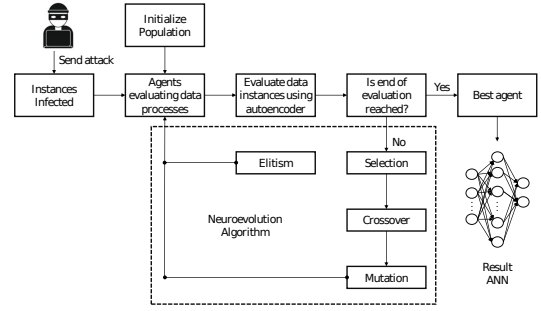 Initialize
Population
Send attack
Instances
Infected
Agents
evaluating data
processes
Evaluate data
instances using
autoencoder
Is end of
evaluation
reached?
Yes
Best agent
No
Elitism
Selection
Neuroevolution
Algorithm
Crossover
Mutation
Result
ANN